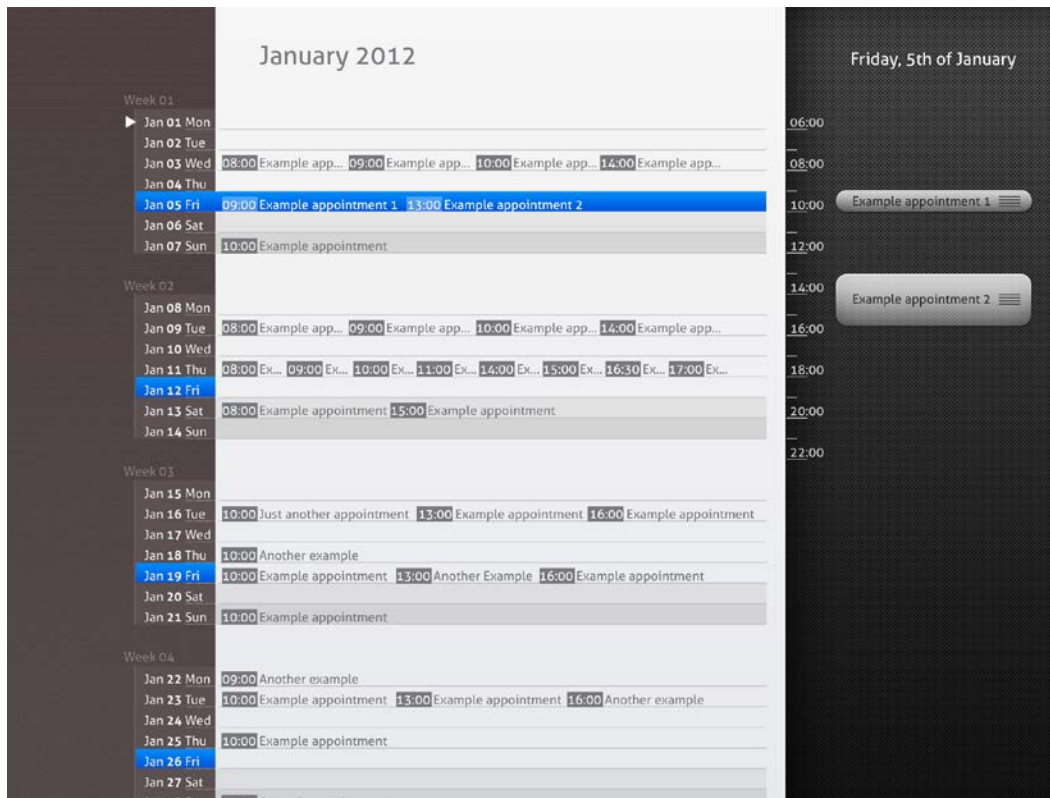 January 2012
Friday, 5th of January
Week 01
Jan 01 Mon
Jan 02 Tue
Jan 03 Wed 08:00 Example app... 09:00 Example app... 10:00 Example app... 14:00 Example app...
Jan 04 Thu
Jan 05 Fri 09:00 Example appointment 1 13:00 Example appointment 2
Jan 06 Sat
Jan 07 Sun 10:00 Example appointment
Week 02
Jan 08 Mon
Jan 09 Tue 08:00 Example app... 09:00 Example app... 10:00 Example app... 14:00 Example app...
Jan 10 Wed
Jan 11 Thu 08:00 Ex... 09:00 Ex... 10:00 Ex... 11:00 Ex... 14:00 Ex... 15:00 Ex... 16:30 Ex... 17:00 Ex...
Jan 12 Fri
Jan 13 Sat 08:00 Example appointment 15:00 Example appointment
Jan 14 Sun
Week 03
Jan 15 Mon
Jan 16 Tue 10:00 Just another appointment 13:00 Example appointment 16:00 Example appointment
Jan 17 Wed
Jan 18 Thu 10:00 Another example
Jan 19 Fri 10:00 Example appointment 13:00 Another Example 16:00 Example appointment
Jan 20 Sat
Jan 21 Sun 10:00 Example appointment
Week 04
Jan 22 Mon 09:00 Another example
Jan 23 Tue 10:00 Example appointment 13:00 Example appointment 16:00 Another example
Jan 24 Wed
Jan 25 Thu 10:00 Example appointment
Jan 26 Fri
Jan 27 Sat
06:00
08:00
10:00 Example appointment 1
12:00
14:00
Example appointment 2
16:00
18:00
20:00
22:00